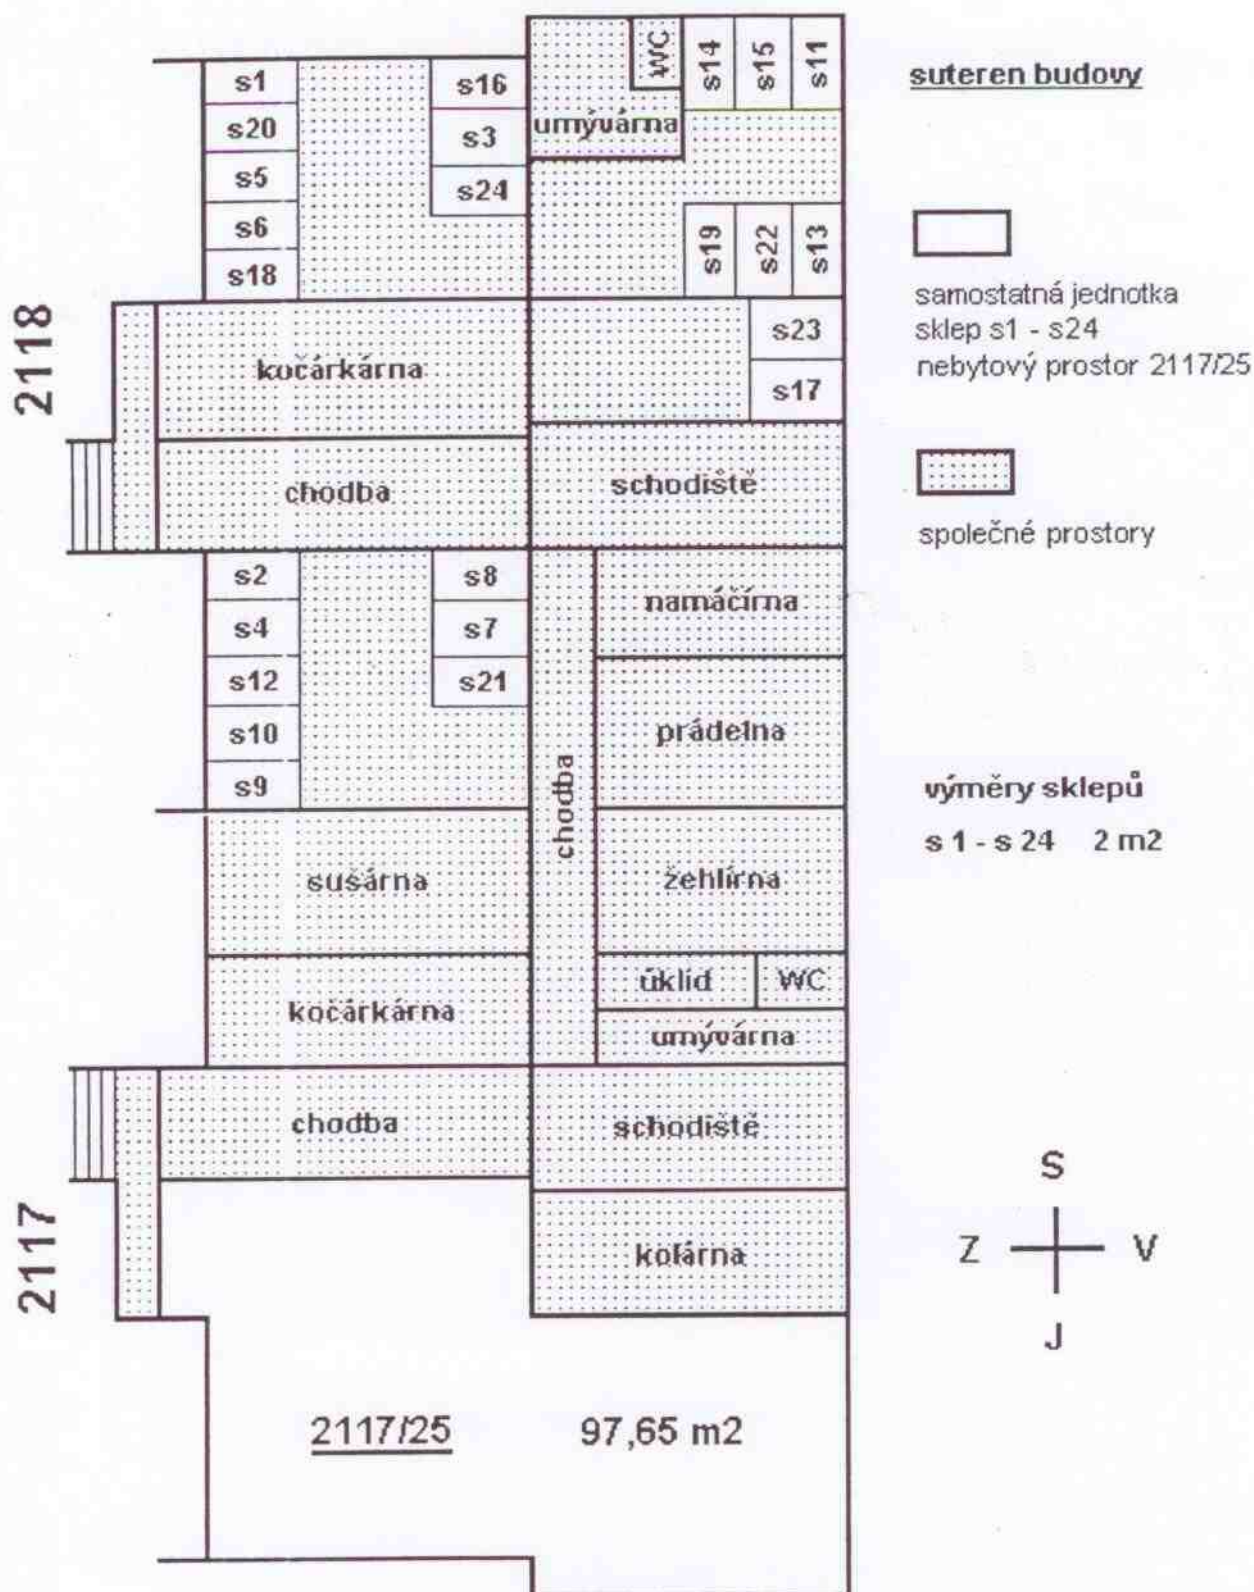 suteren budovy
samostatná jednotka
sklep s1 - s24
nebytový prostor 2117/25
společné prostory
výměry sklepů
s 1 - s 24 2 m2
S
Z V
J
2118
2117
s1
s20
s5
s6
s18
s16
s3
s24
WC
umývárna
s14
s15
s11
s19
s22
s13
s23
s17
kočárkárna
chodba
schodiště
s2
s4
s12
s10
s9
s8
s7
s21
chodba
namáčírna
prádelna
žehlírna
sušárna
kočárkárna
úklid
WC
umývárna
chodba
schodiště
kolárna
2117/25 97,65 m2